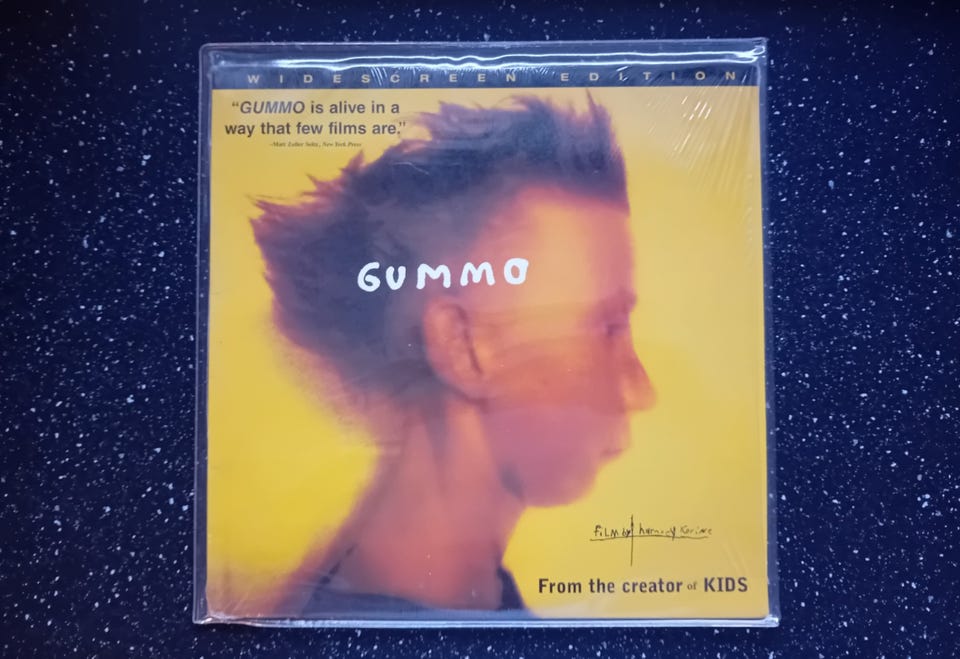 WIDESCREEN EDITION
"GUMMO is alive in a
way that few films are."
-Matt Zoller Seitz, New York Press
GUMMO
film by harmony Korine
From the creator of KIDS